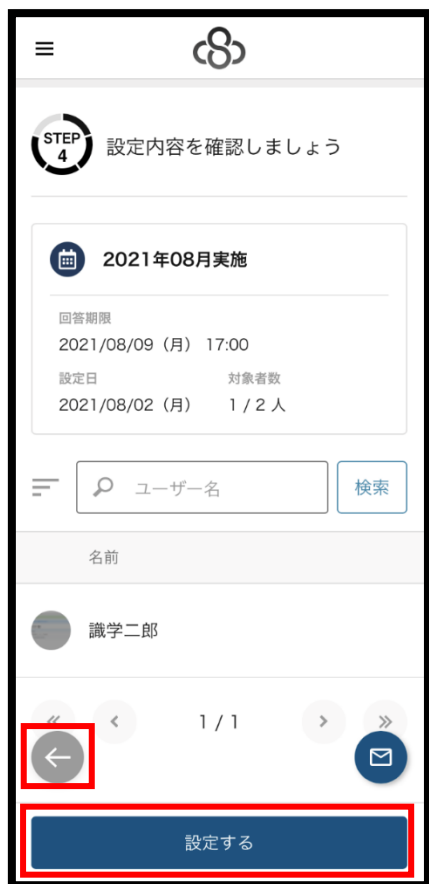 STEP
4
設定内容を確認しましょう
2021年08月実施
回答期限
2021/08/09（月） 17:00
設定日 対象者数
2021/08/02（月） 1 / 2 人
ユーザー名 検索
名前
識学二郎
« ‹ 1 / 1 › »
設定する